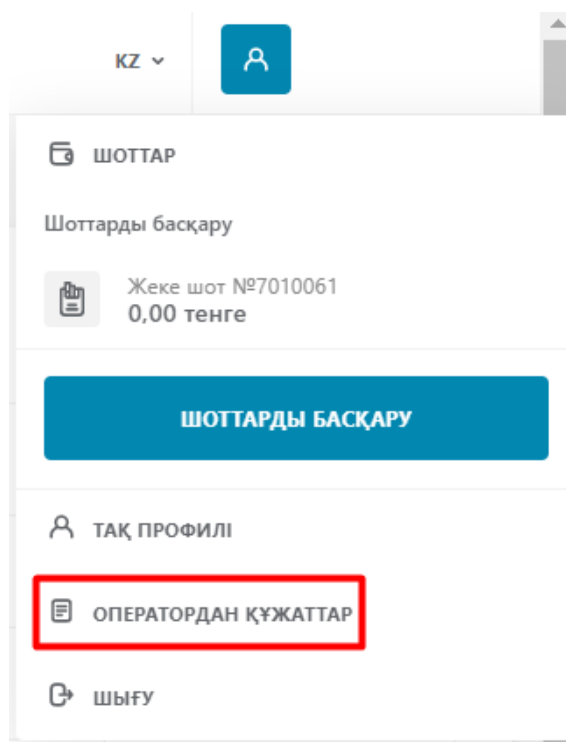 KZ
ШОТТАР
Шоттарды басқару
Жеке шот №7010061
0,00 тенге
ШОТТАРДЫ БАСҚАРУ
ТАҚ ПРОФИЛІ
ОПЕРАТОРДАН ҚҰЖАТТАР
ШЫҒУ